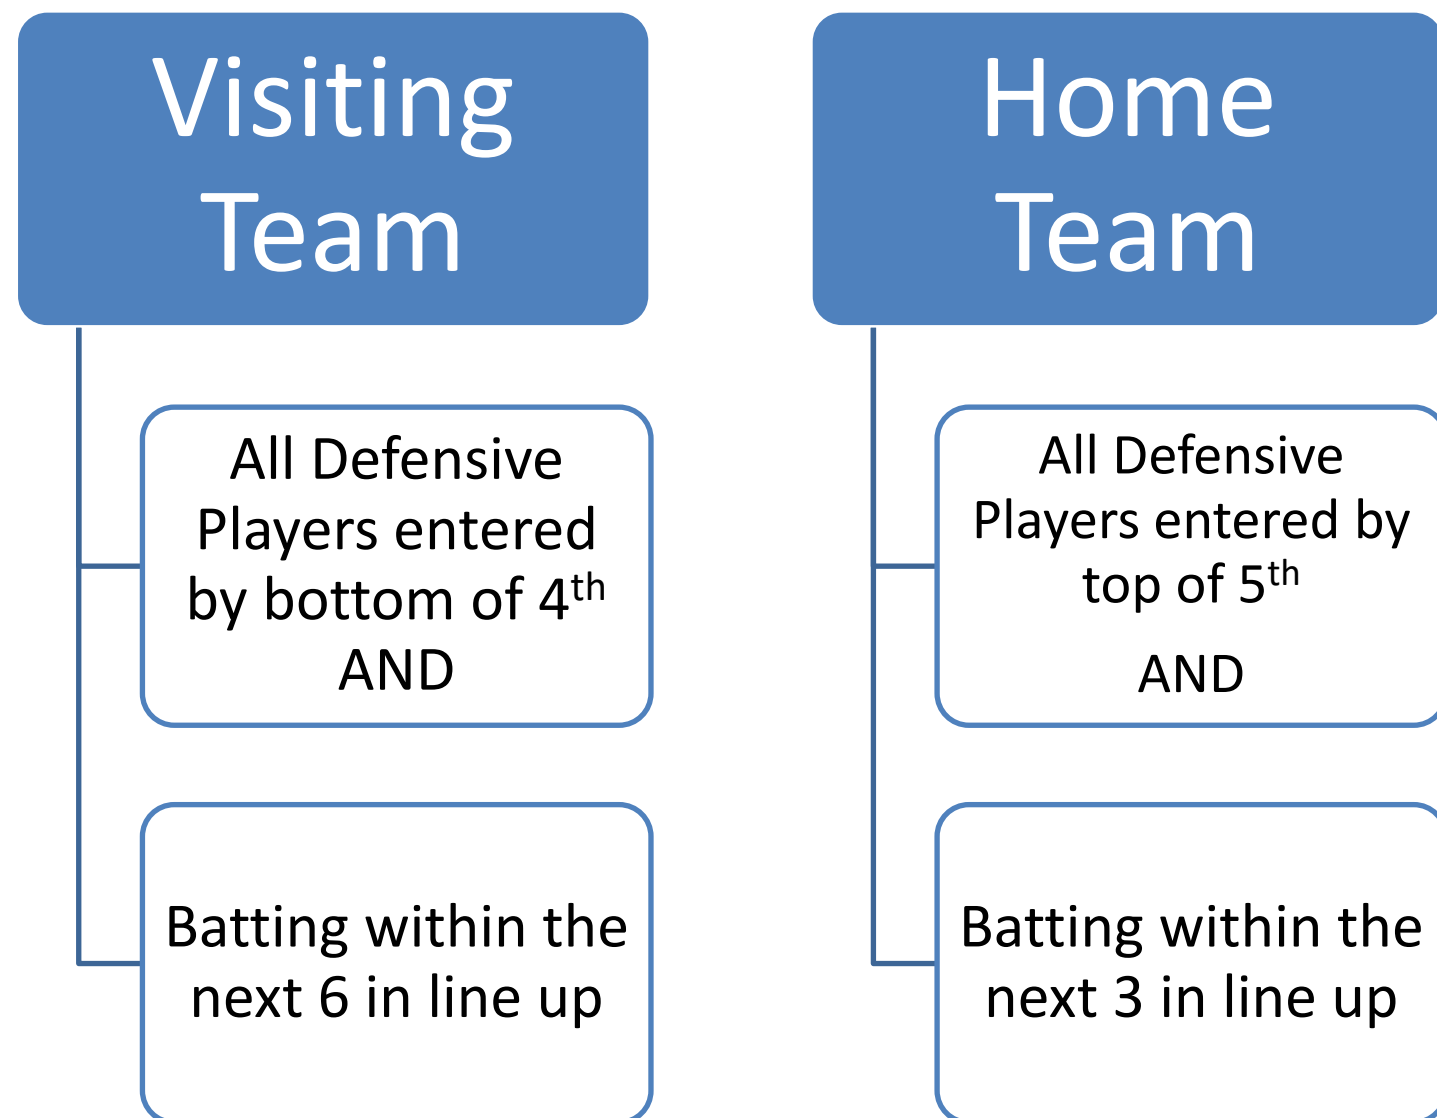 Visiting
Team
All Defensive
Players entered
by bottom of 4th
AND
Batting within the
next 6 in line up
Home
Team
All Defensive
Players entered by
top of 5th
AND
Batting within the
next 3 in line up